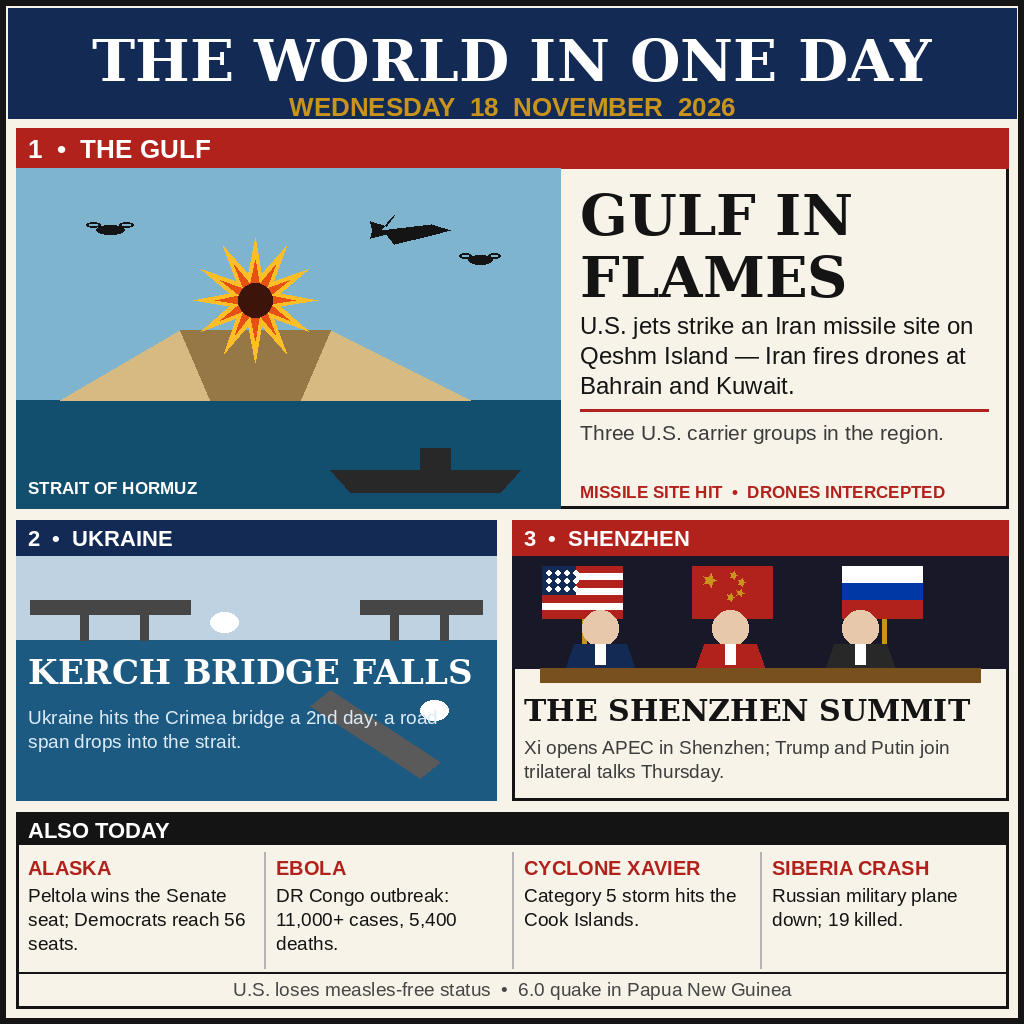 THE WORLD IN ONE DAY
WEDNESDAY 18 NOVEMBER 2026
1 • THE GULF
GULF IN
FLAMES
U.S. jets strike an Iran missile site on
Qeshm Island — Iran fires drones at
Bahrain and Kuwait.
Three U.S. carrier groups in the region.
STRAIT OF HORMUZ
MISSILE SITE HIT • DRONES INTERCEPTED
2 • UKRAINE
KERCH BRIDGE FALLS
Ukraine hits the Crimea bridge a 2nd day; a road
span drops into the strait.
3 • SHENZHEN
THE SHENZHEN SUMMIT
Xi opens APEC in Shenzhen; Trump and Putin join
trilateral talks Thursday.
ALSO TODAY
ALASKA
Peltola wins the Senate
seat; Democrats reach 56
seats.
EBOLA
DR Congo outbreak:
11,000+ cases, 5,400
deaths.
CYCLONE XAVIER
Category 5 storm hits the
Cook Islands.
SIBERIA CRASH
Russian military plane
down; 19 killed.
U.S. loses measles-free status • 6.0 quake in Papua New Guinea